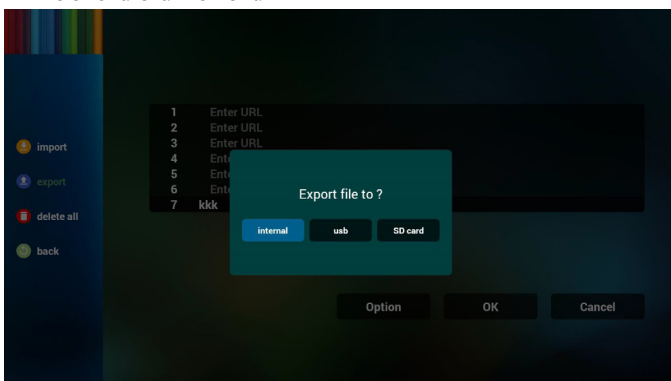 import
export
delete all
back
1 Enter URL
2 Enter URL
3 Enter URL
4 Ente
5 Ente
6 Ente
7 kkk
Export file to ?
internal usb SD card
Option OK Cancel